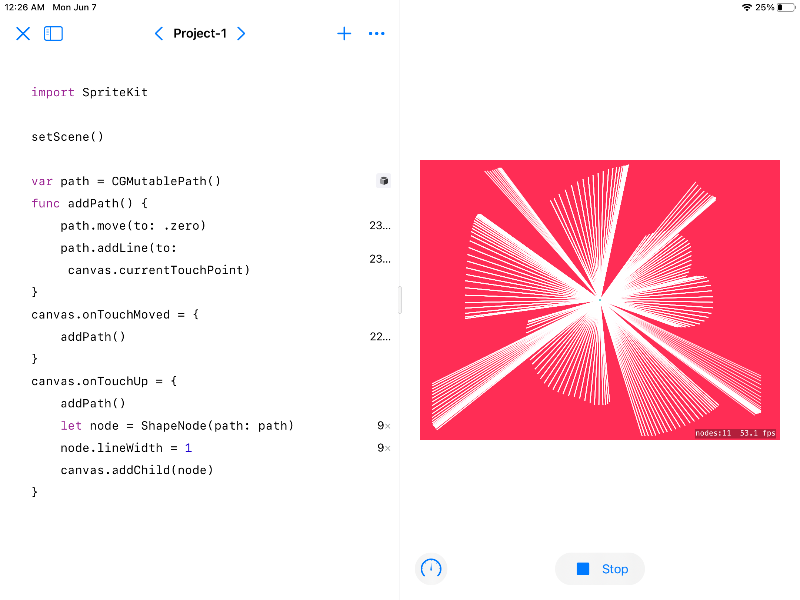 12:26 AM Mon Jun 7
25%
Project-1
import SpriteKit
setScene()
var path = CGMutablePath()
func addPath() {
path.move(to: .zero)
23...
path.addLine(to:
canvas.currentTouchPoint)
23...
}
canvas.onTouchMoved = {
addPath()
22...
}
canvas.onTouchUp = {
addPath()
let node = ShapeNode(path: path)
9×
node.lineWidth = 1
9×
canvas.addChild(node)
}
nodes:11 53.1 fps
Stop